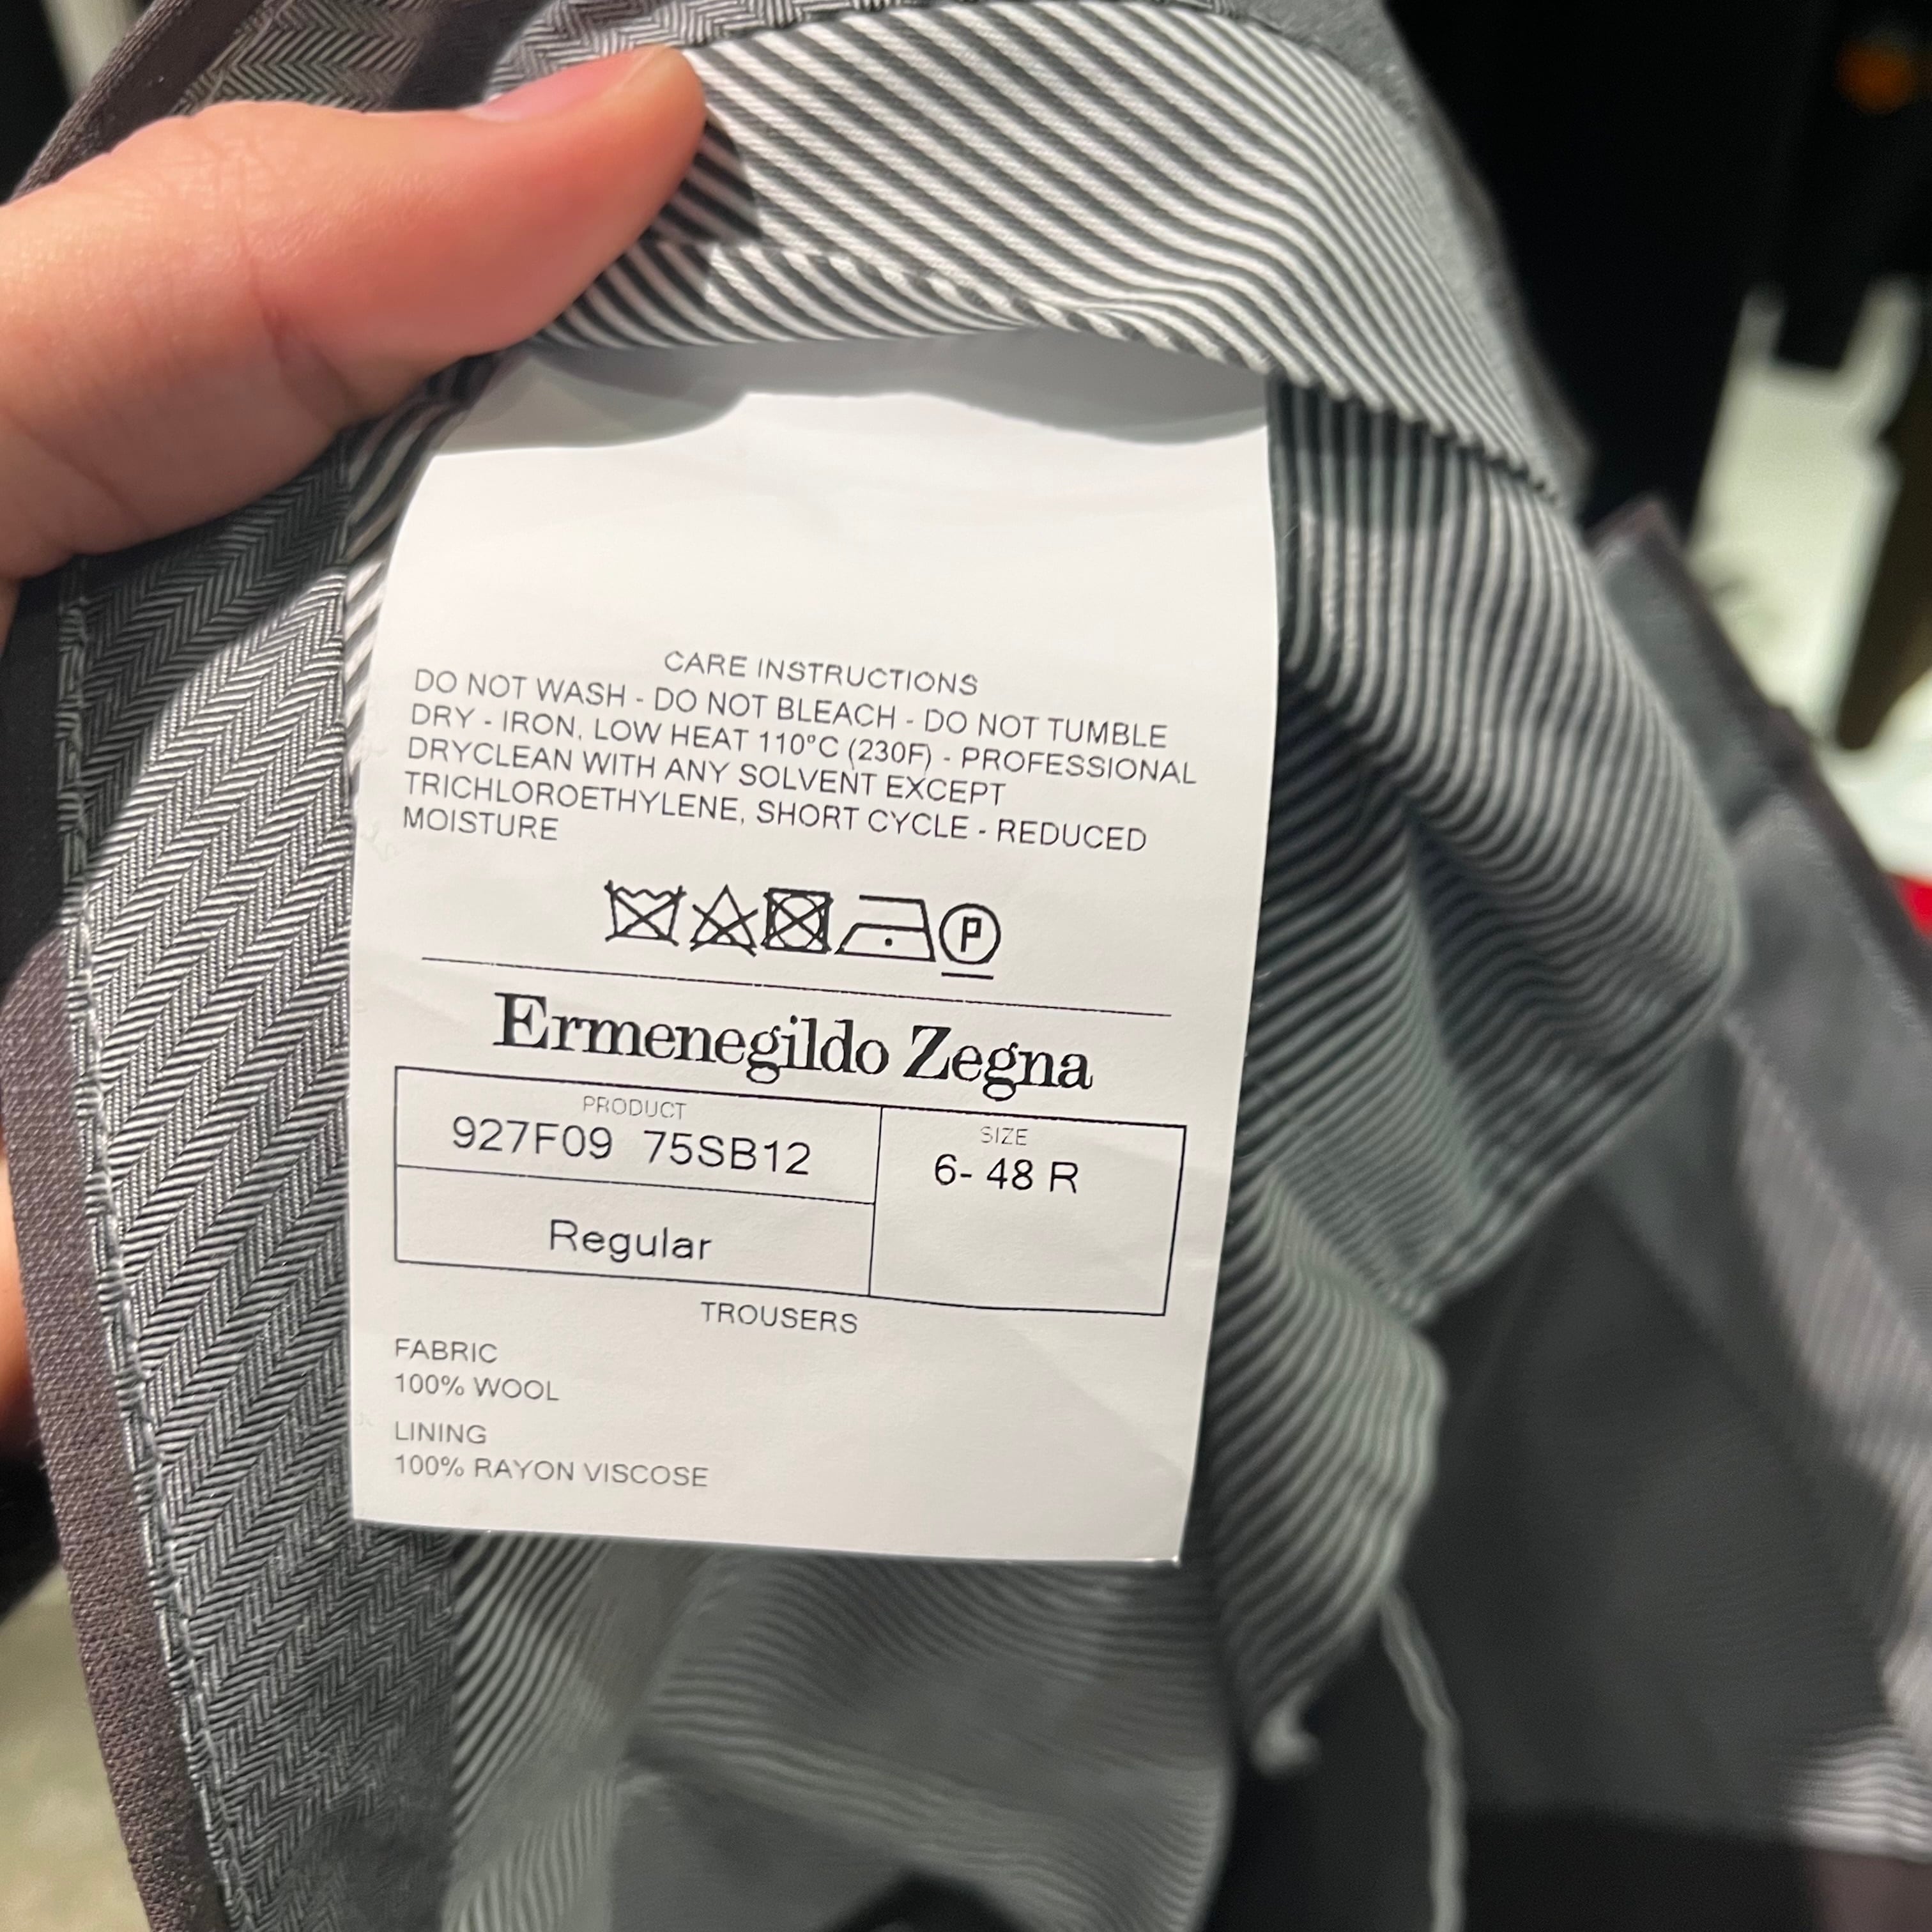 CARE INSTRUCTIONS
DO NOT WASH - DO NOT BLEACH - DO NOT TUMBLE
DRY - IRON, LOW HEAT 110°C (230F) - PROFESSIONAL
DRYCLEAN WITH ANY SOLVENT EXCEPT
TRICHLOROETHYLENE, SHORT CYCLE - REDUCED
MOISTURE
P
Ermenegildo Zegna
PRODUCT
927F09 75SB12
SIZE
6- 48 R
Regular
TROUSERS
FABRIC
100% WOOL
LINING
100% RAYON VISCOSE